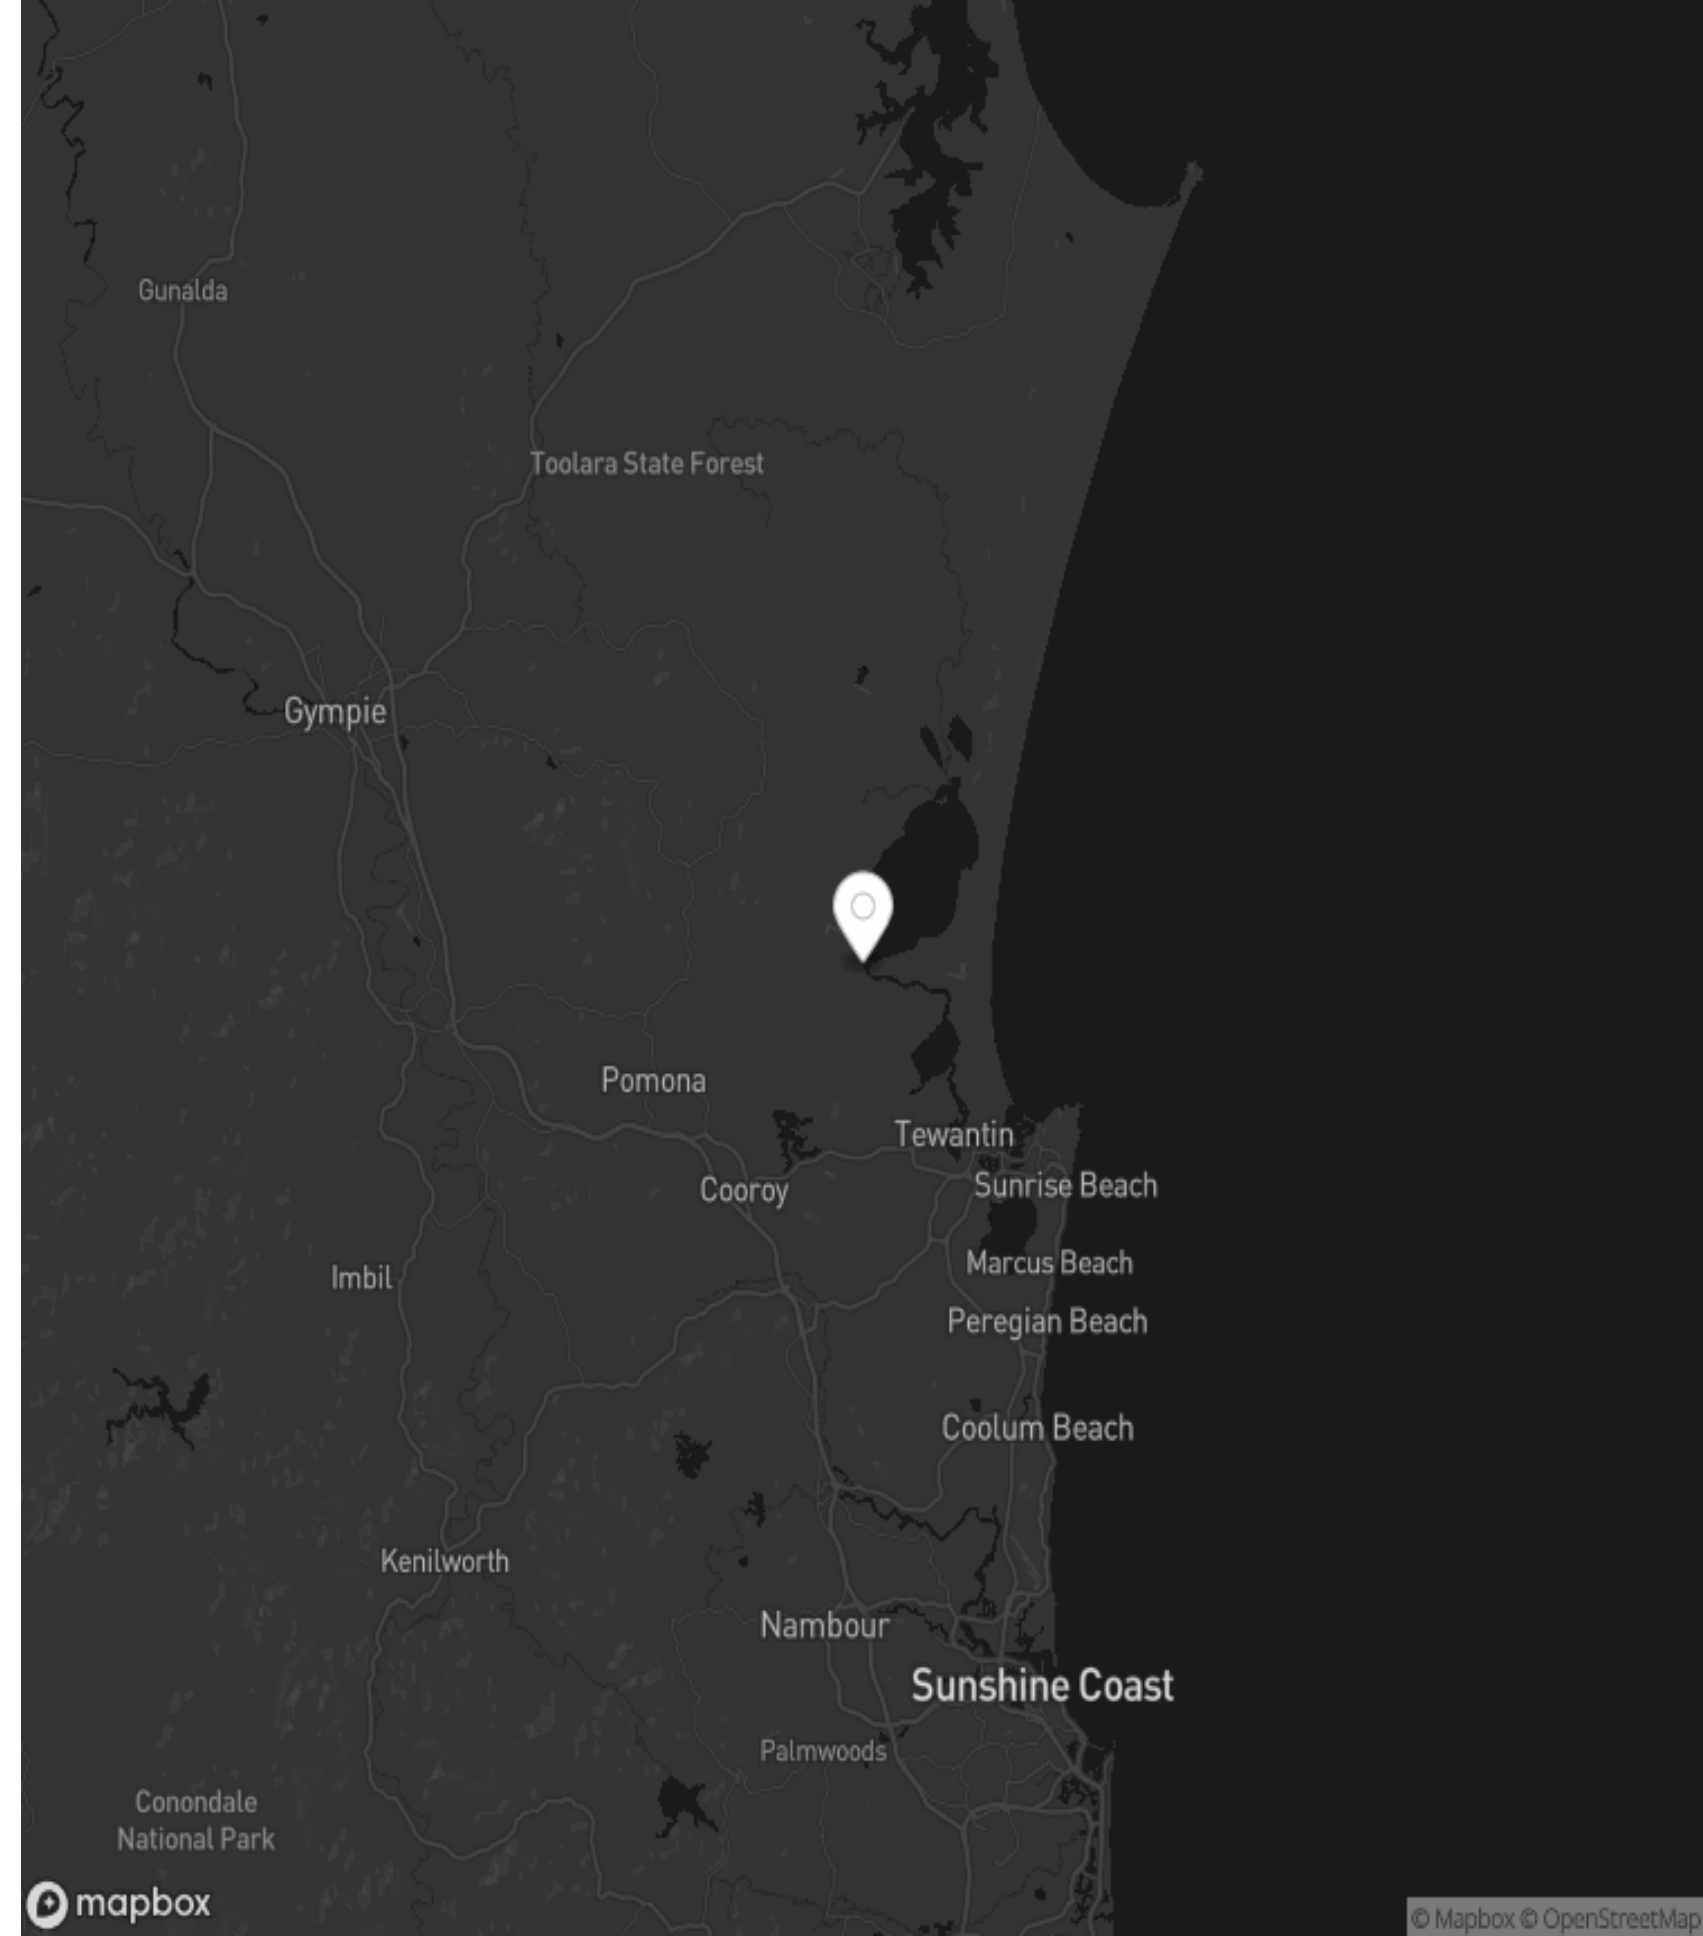 Gunalda
Toolara State Forest
Gympie
Pomona
Tewantin
Sunrise Beach
Cooroy
Marcus Beach
Imbil
Peregian Beach
Coolum Beach
Kenilworth
Nambour
Sunshine Coast
Palmwoods
Conondale
National Park
mapbox
© Mapbox © OpenStreetMap